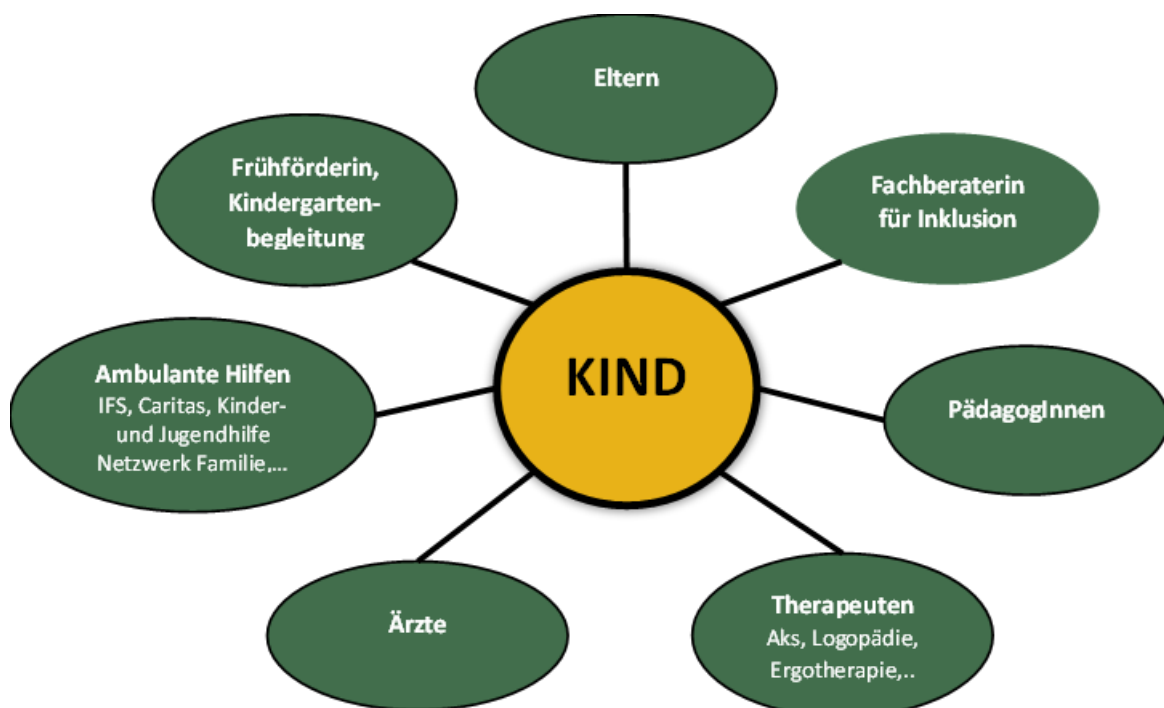 Eltern
Frühförderin,
Kindergarten-
begleitung
Fachberaterin
für Inklusion
KIND
Ambulante Hilfen
IFS, Caritas, Kinder-
und Jugendhilfe
Netzwerk Familie,...
PädagogInnen
Ärzte
Therapeuten
Aks, Logopädie,
Ergotherapie,..